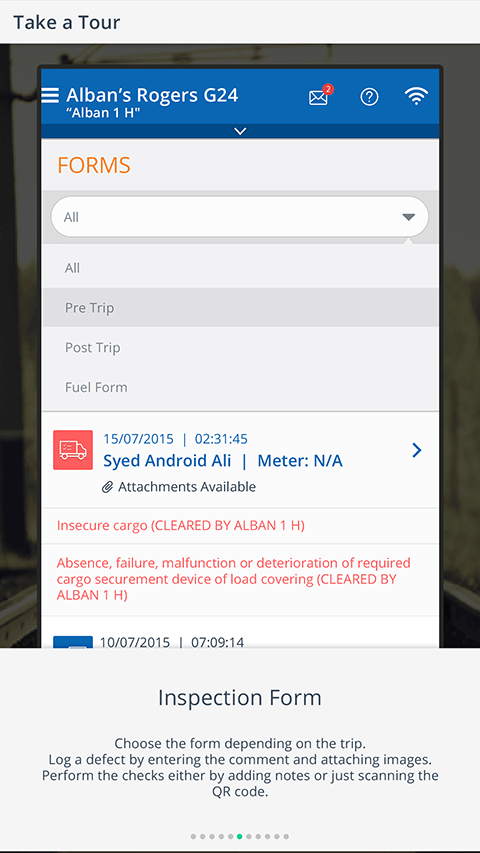 Take a Tour
Alban's Rogers G24
2
"Alban 1 H"
FORMS
All
All
Pre Trip
Post Trip
Fuel Form
15/07/2015 | 02:31:45
Syed Android Ali | Meter: N/A
Attachments Available
Insecure cargo (CLEARED BY ALBAN 1 H)
Absence, failure, malfunction or deterioration of required
cargo securement device of load covering (CLEARED BY
ALBAN 1 H)
10/07/2015 | 07:09:14
Inspection Form
Choose the form depending on the trip.
Log a defect by entering the comment and attaching images.
Perform the checks either by adding notes or just scanning the
QR code.